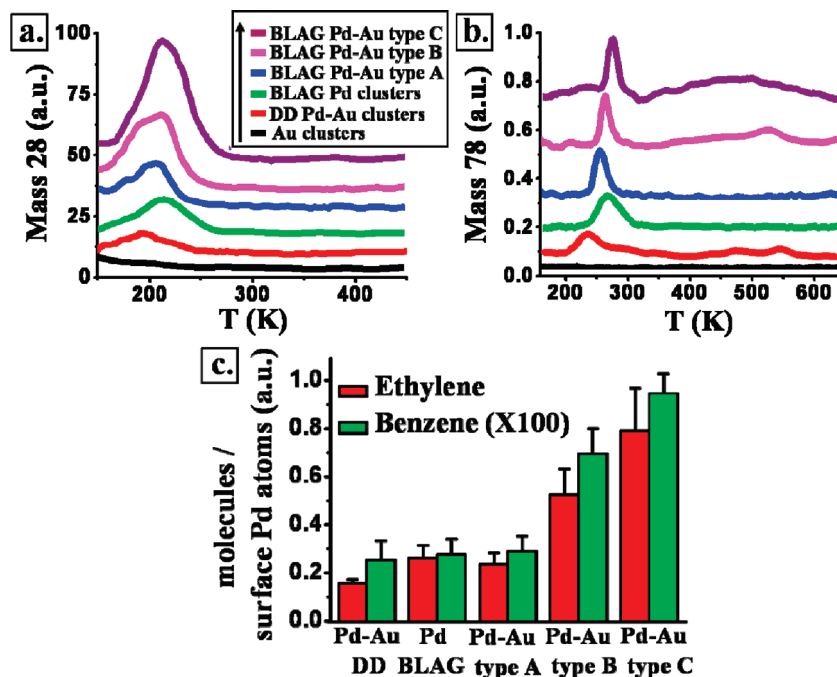 a.
Mass 28 (a.u.)
100
75
50
25
0
200
300
400
T (K)
BLAG Pd-Au type C
BLAG Pd-Au type B
BLAG Pd-Au type A
BLAG Pd clusters
DD Pd-Au clusters
Au clusters
b.
Mass 78 (a.u.)
1.0
0.8
0.6
0.4
0.2
0.0
200
300
400
500
600
T (K)
c.
molecules /
surface Pd atoms (a.u.)
1.0
0.8
0.6
0.4
0.2
0.0
Ethylene
Benzene (X100)
Pd-Au Pd Pd-Au Pd-Au Pd-Au
DD BLAG type A type B type C